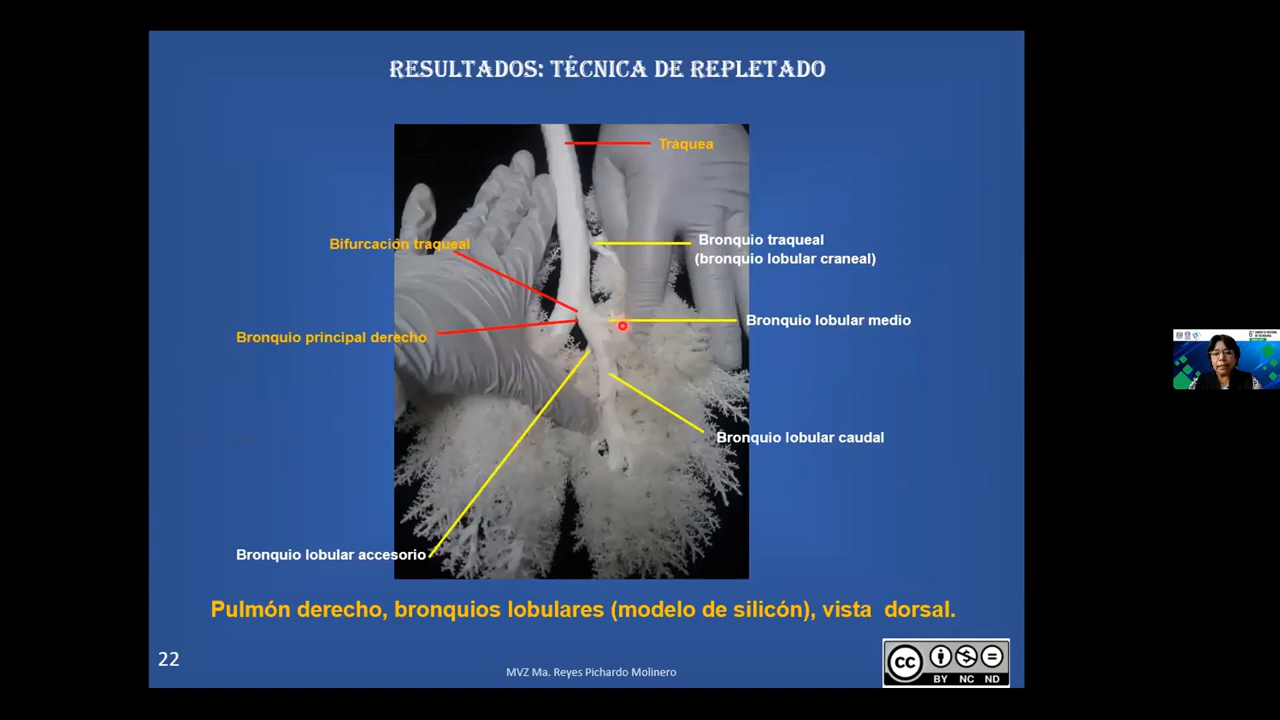 RESULTADOS: TÉCNICA DE REPLETADO
Tráquea
Bifurcación traqueal
Bronquio traqueal
(bronquio lobular craneal)
Bronquio lobular medio
Bronquio principal derecho
Bronquio lobular caudal
Bronquio lobular accesorio
Pulmón derecho, bronquios lobulares (modelo de silicón), vista dorsal.
22
MVZ Ma. Reyes Pichardo Molinero
cc
BY NC ND